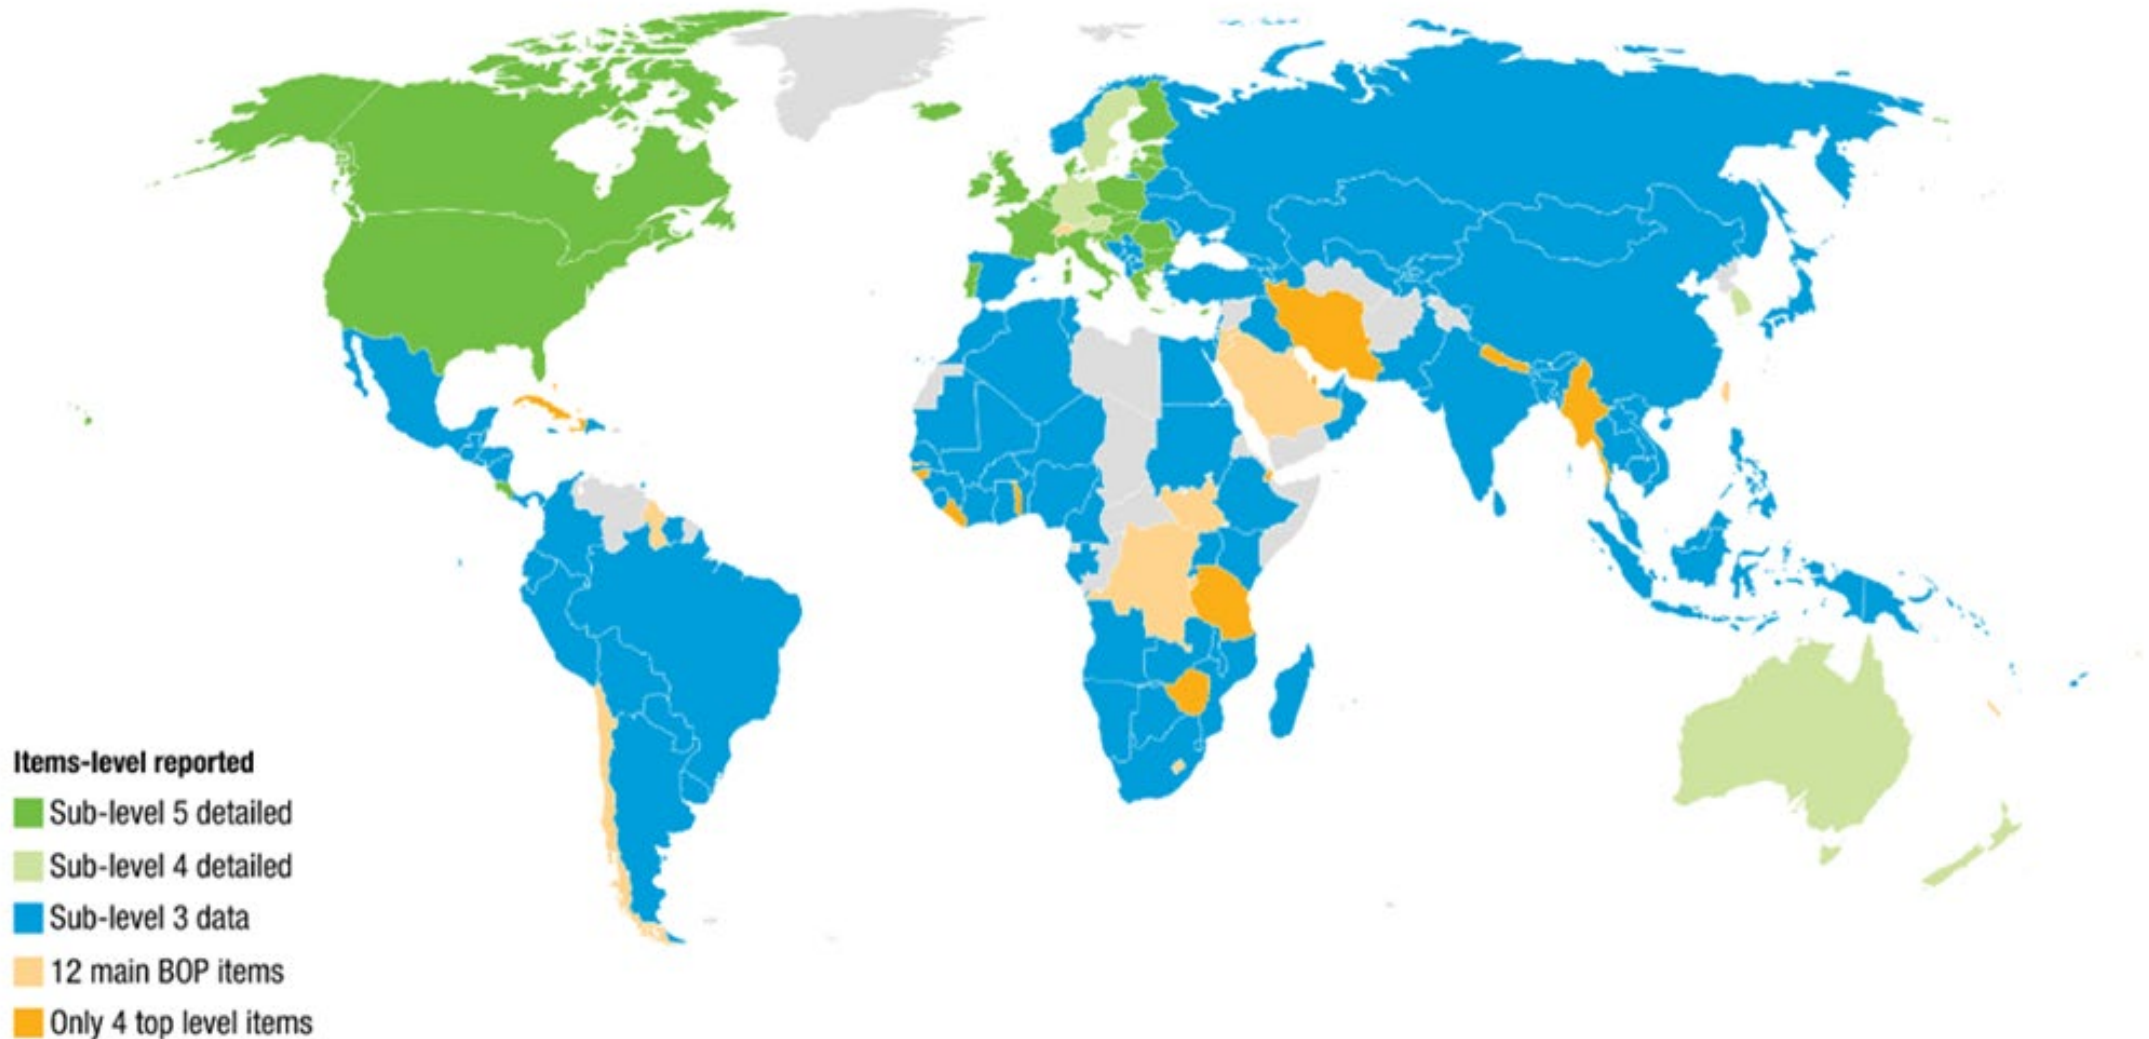 Items-level reported
Sub-level 5 detailed
Sub-level 4 detailed
Sub-level 3 data
12 main BOP items
Only 4 top level items